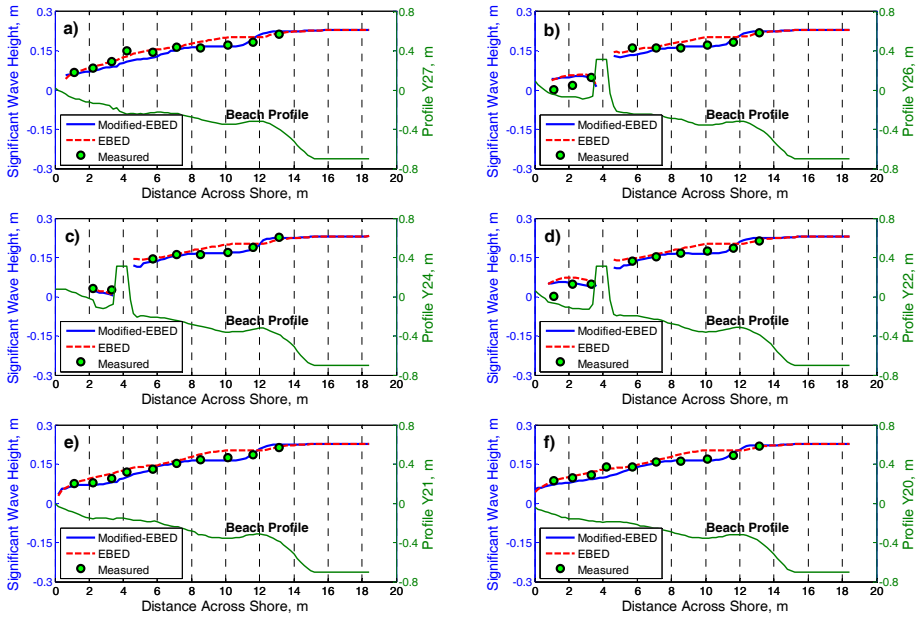 a)
Significant Wave Height, m
0.3
0.15
0
-0.15
-0.3
0.8
0.4
0
-0.4
-0.8
Profile Y27, m
Beach Profile
Modified-EBED
EBED
Measured
0 2 4 6 8 10 12 14 16 18 20
Distance Across Shore, m
b)
Significant Wave Height, m
0.3
0.15
0
-0.15
-0.3
0.8
0.4
0
-0.4
-0.8
Profile Y26, m
Beach Profile
Modified-EBED
EBED
Measured
0 2 4 6 8 10 12 14 16 18 20
Distance Across Shore, m
c)
Significant Wave Height, m
0.3
0.15
0
-0.15
-0.3
0.8
0.4
0
-0.4
-0.8
Profile Y24, m
Beach Profile
Modified-EBED
EBED
Measured
0 2 4 6 8 10 12 14 16 18 20
Distance Across Shore, m
d)
Significant Wave Height, m
0.3
0.15
0
-0.15
-0.3
0.8
0.4
0
-0.4
-0.8
Profile Y22, m
Beach Profile
Modified-EBED
EBED
Measured
0 2 4 6 8 10 12 14 16 18 20
Distance Across Shore, m
e)
Significant Wave Height, m
0.3
0.15
0
-0.15
-0.3
0.8
0.4
0
-0.4
-0.8
Profile Y21, m
Beach Profile
Modified-EBED
EBED
Measured
0 2 4 6 8 10 12 14 16 18 20
Distance Across Shore, m
f)
Significant Wave Height, m
0.3
0.15
0
-0.15
-0.3
0.8
0.4
0
-0.4
-0.8
Profile Y20, m
Beach Profile
Modified-EBED
EBED
Measured
0 2 4 6 8 10 12 14 16 18 20
Distance Across Shore, m